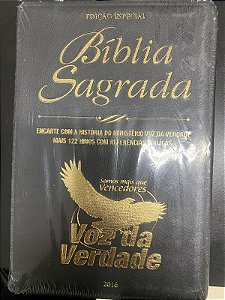 EDIÇÃO ESPECIAL
Bíblia
Sagrada
ENCARTE COM A HISTÓRIA DO MINISTÉRIO VOZ DA VERDADE
MAIS 122 HINOS COM REFERÊNCIAS BÍBLICAS
Somos mais que
Vencedores
Voz da
Verdade
2016